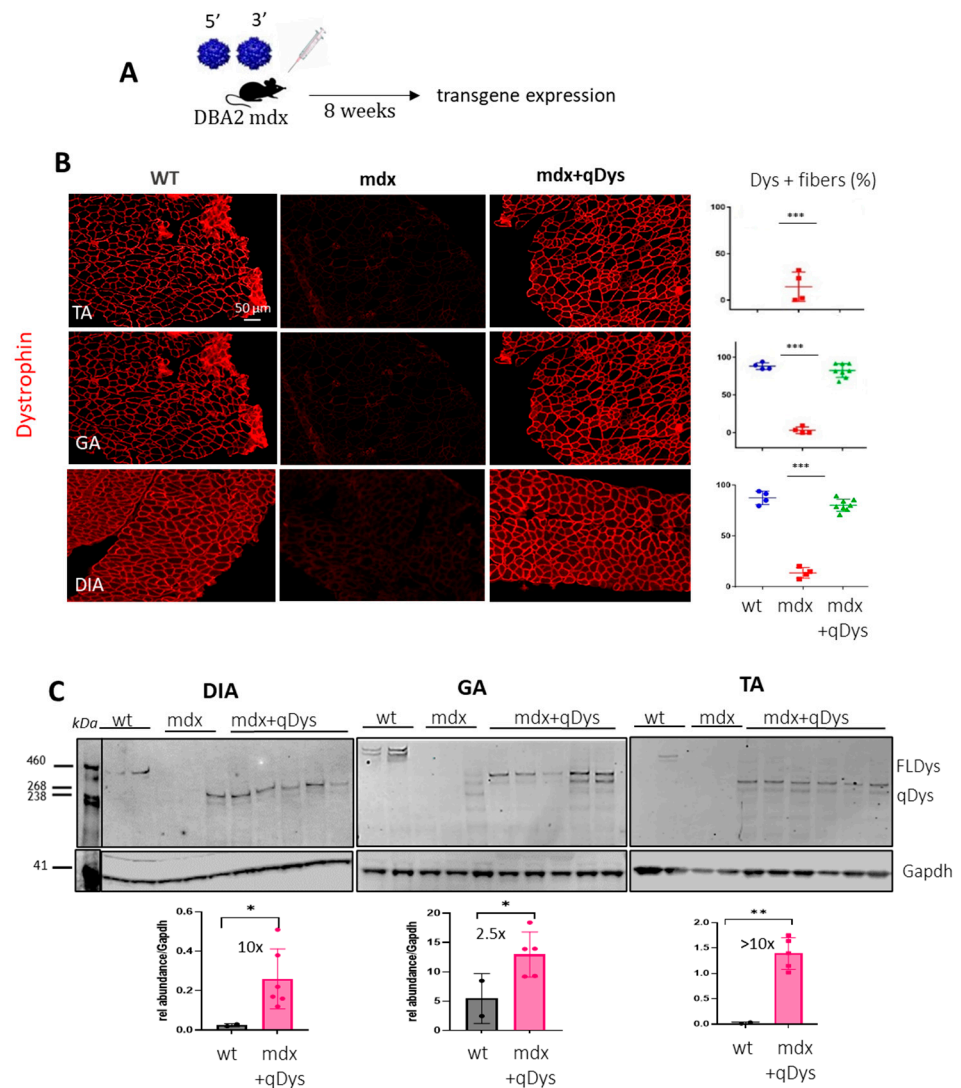 5’ 3’
A
DBA2 mdx
8 weeks
transgene expression
B
WT mdx mdx+qDys
Dys + fibers (%)
Dystrophin
TA
50 µm
GA
DIA
100
***
50
0
100
***
50
0
100
***
50
0
wt mdx mdx
+qDys
C
DIA GA TA
kDa wt mdx mdx+qDys wt mdx mdx+qDys wt mdx mdx+qDys
460
268
238
FLDys
qDys
41
Gapdh
rel abundance/Gapdh
0.6
0.4
0.2
0.0
*
10x
wt mdx
+qDys
rel abundance/Gapdh
20
15
10
5
0
*
2.5x
wt mdx
+qDys
2.0
1.5
1.0
0.5
0.0
**
>10x
wt mdx
+qDys